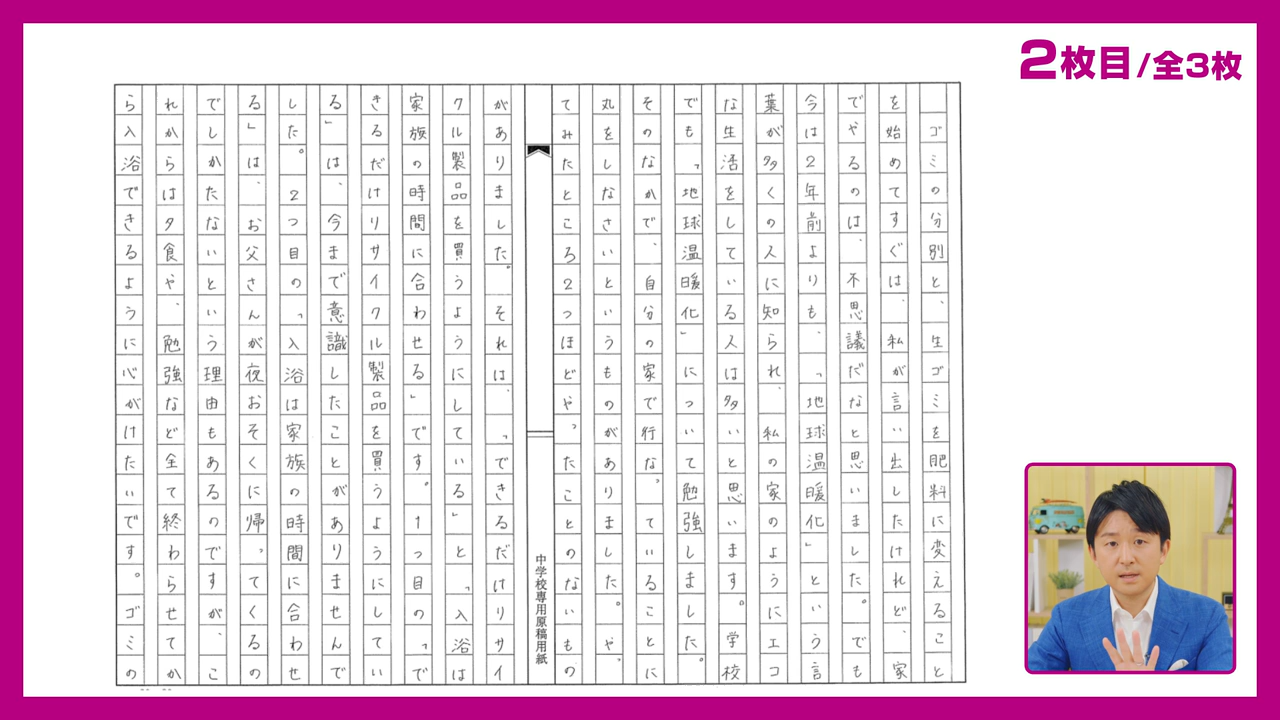 2枚目/全3枚
ゴミの分別と、生ゴミを肥料に変えること
を始めてすぐは、私が言い出したけれど、家
でやるのは、不思議だなと思いました。でも
今は2年前よりも、「地球温暖化」という言
葉が多くの人に知られ、私の家のようにエコ
な生活をしている人は多いと思います。学校
でも「地球温暖化」について勉強しました。
そのなかで、自分の家で行なっていることに
丸をしなさいというものがありました。や、
てみたところ2つほどやったことのないもの
がありました。それは、「できるだけリサイ
クル製品を買うようにしている」と「入浴は
家族の時間に合わせる」です。1つ目の「で
きるだけリサイクル製品を買うようにしてい
る」は、今まで意識したことがありませんで
した。2つ目の「入浴は家族の時間に合わせ
る」は、お父さんが夜おそくに帰ってくるの
でしかたないという理由もあるのですが、こ
れからは夕食や、勉強など全て終わらせてか
ら入浴できるように心がけたいです。ゴミの
中学校専用原稿用紙